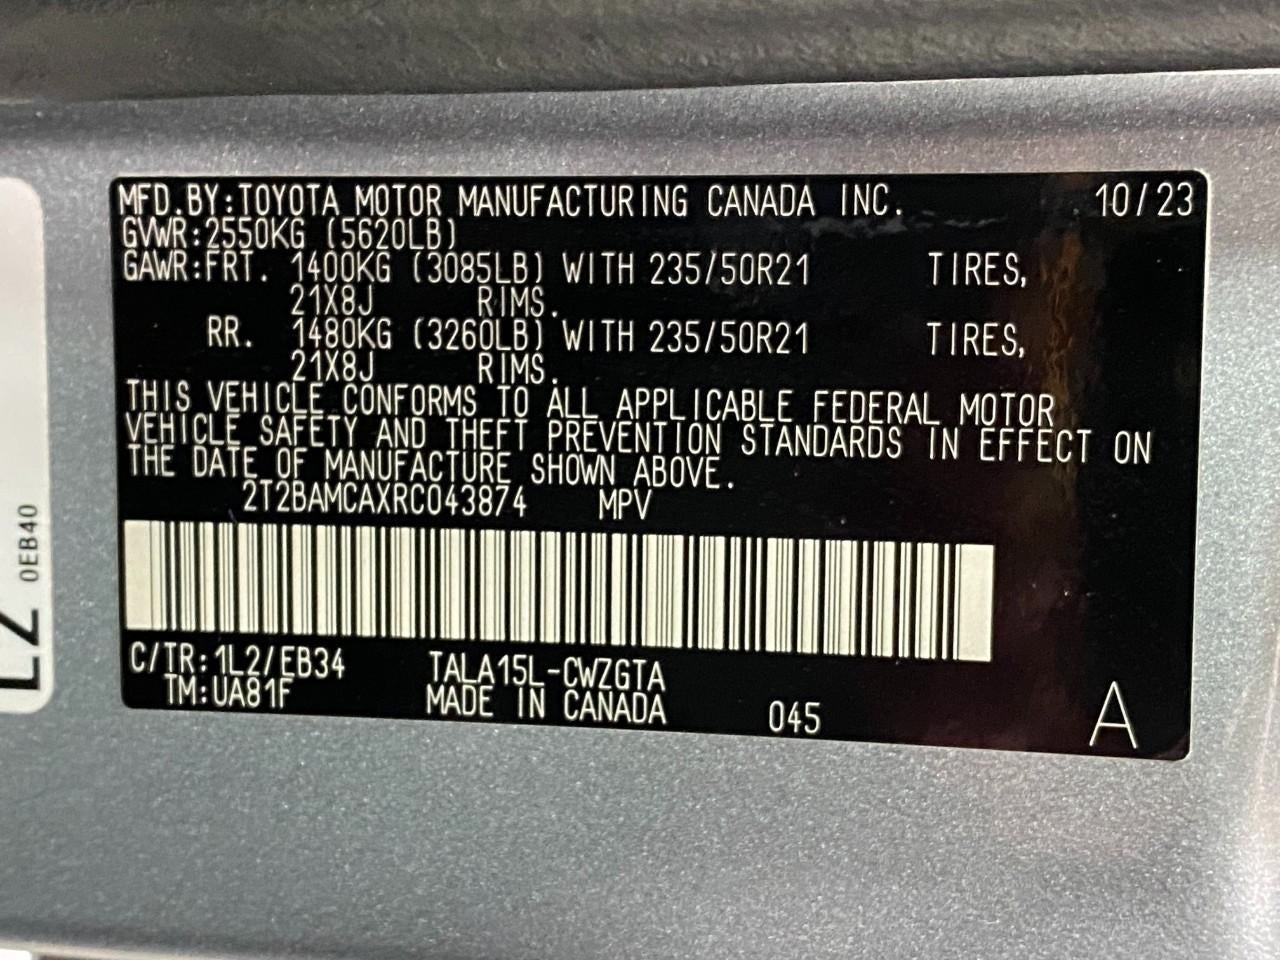 MFD.BY:TOYOTA MOTOR MANUFACTURING CANADA INC. 10/23
GVWR:2550KG (5620LB)
GAWR:FRT. 1400KG (3085LB) WITH 235/50R21 TIRES,
21X8J RIMS.
RR. 1480KG (3260LB) WITH 235/50R21 TIRES,
21X8J RIMS.
THIS VEHICLE CONFORMS TO ALL APPLICABLE FEDERAL MOTOR
VEHICLE SAFETY AND THEFT PREVENTION STANDARDS IN EFFECT ON
THE DATE OF MANUFACTURE SHOWN ABOVE.
2T2BAMCAXRC043874 MPV
C/TR:1L2/EB34 TALA15L-CWZGTA
TM:UA81F MADE IN CANADA 045 A
0EB40